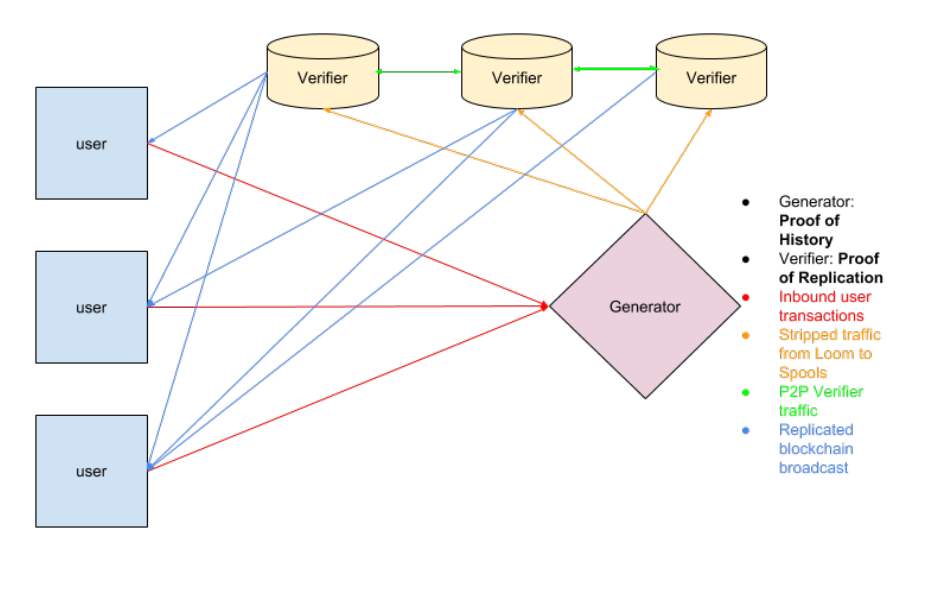 Verifier
Verifier
Verifier
user
user
user
Generator
Generator:
Proof of
History
Verifier: Proof
of Replication
Inbound user
transactions
Stripped traffic
from Loom to
Spools
P2P Verifier
traffic
Replicated
blockchain
broadcast